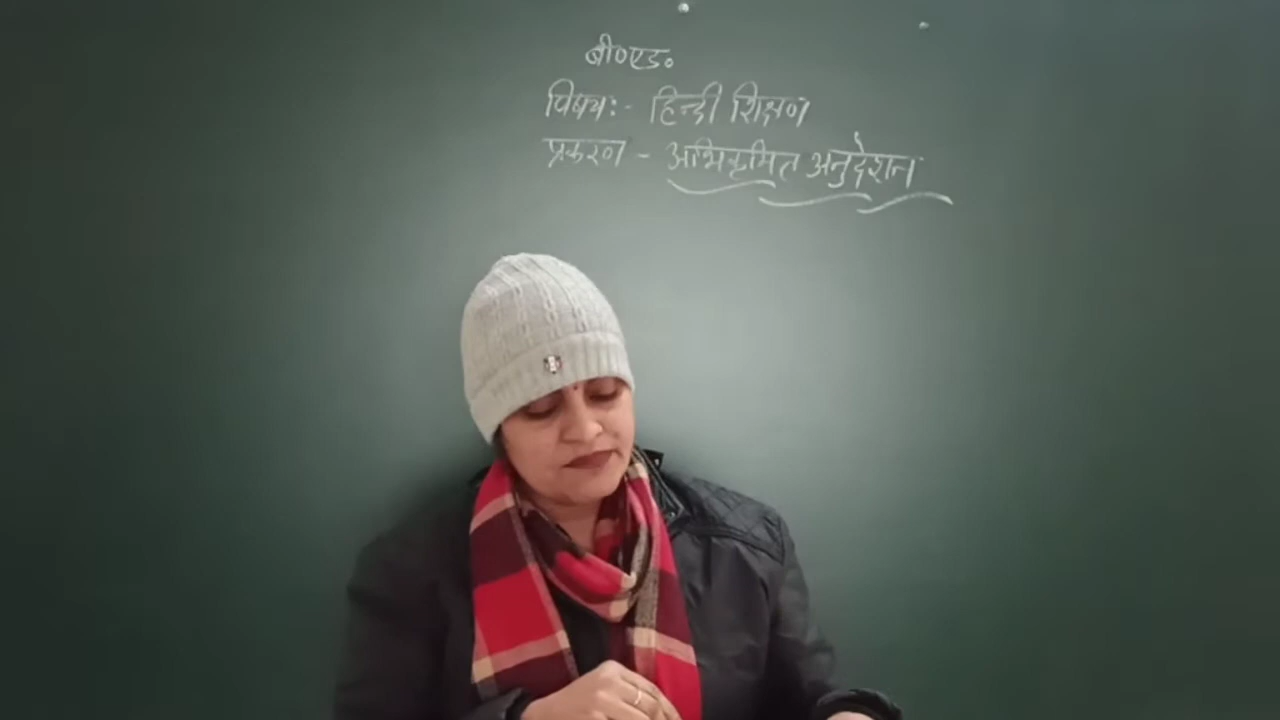 बी०एड०
विषय:- हिन्दी शिक्षण
प्रकरण - अभिक्रमित अनुदेशन